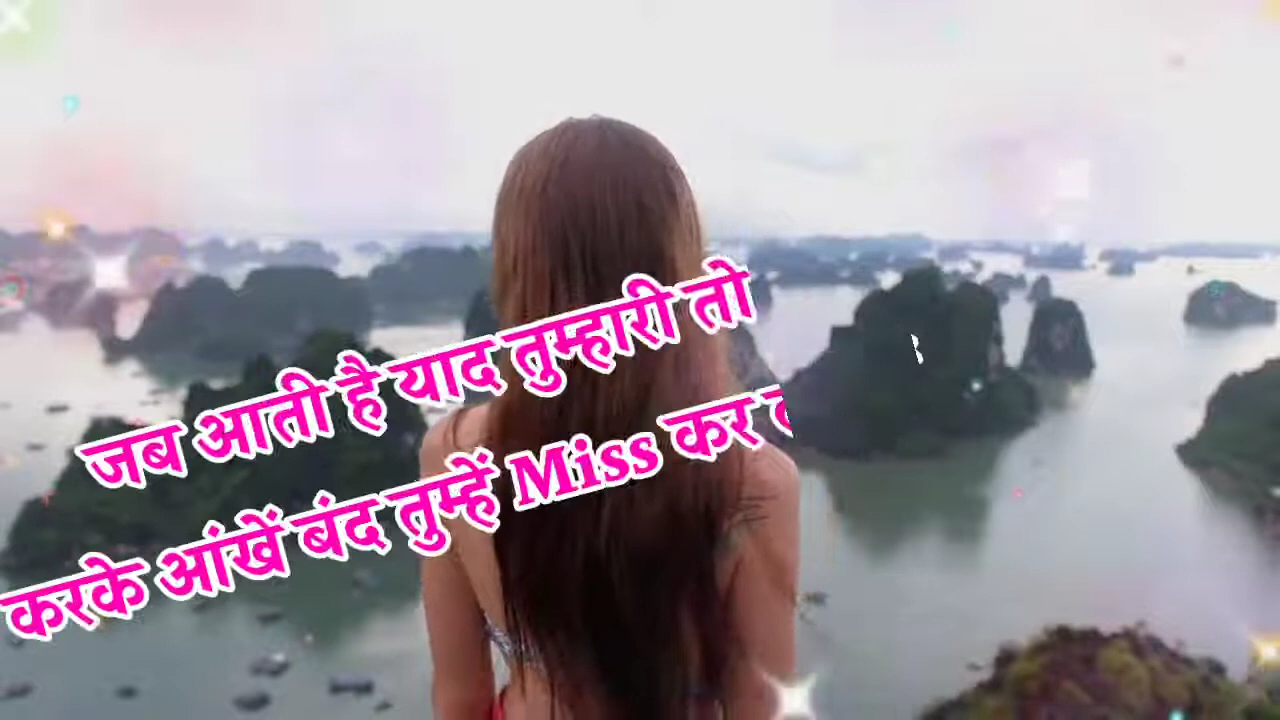 जब आती है याद तुम्हारी तो
करके आंखें बंद तुम्हें Miss कर